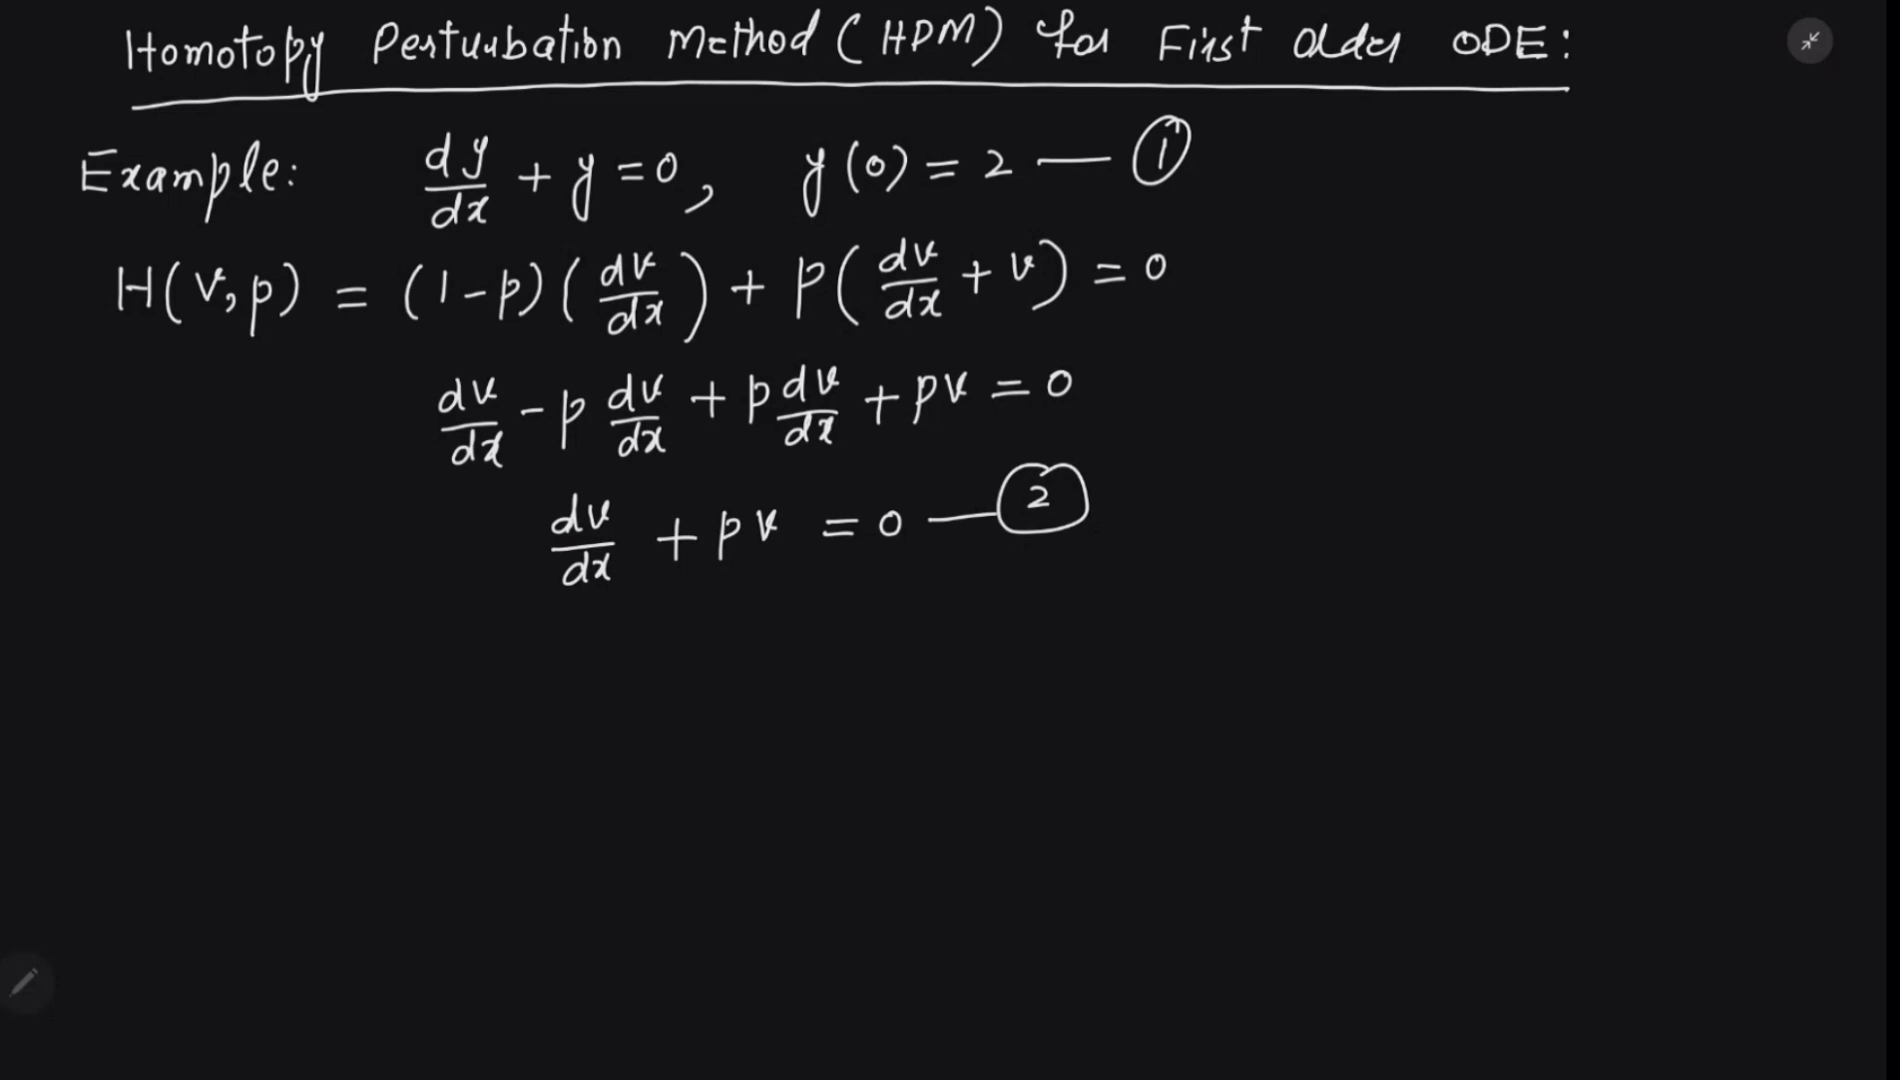 Homotopy Perturbation Method (HPM) for First Order ODE:
Example: dy/dx + y = 0, y(0) = 2 — ①
H(v,p) = (1-p)(dv/dx) + p(dv/dx + v) = 0
dv/dx - p dv/dx + p dv/dx + pv = 0
dv/dx + pv = 0 — ②